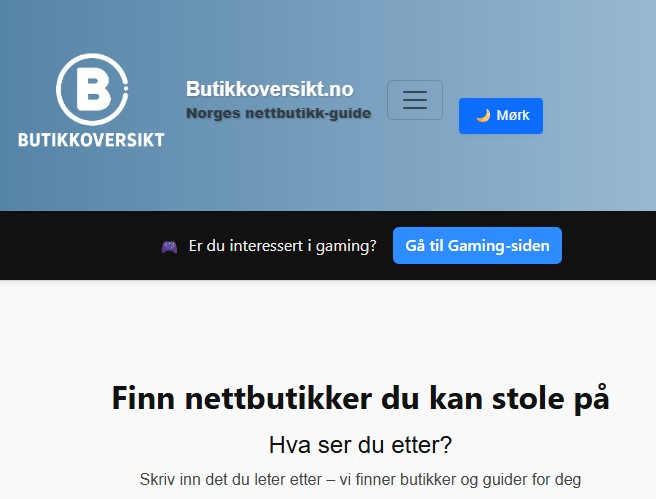 B
BUTIKKOVERSIKT
Butikkoversikt.no
Norges nettbutikk-guide
🌙 Mørk
🎮 Er du interessert i gaming? Gå til Gaming-siden
Finn nettbutikker du kan stole på
Hva ser du etter?
Skriv inn det du leter etter – vi finner butikker og guider for deg